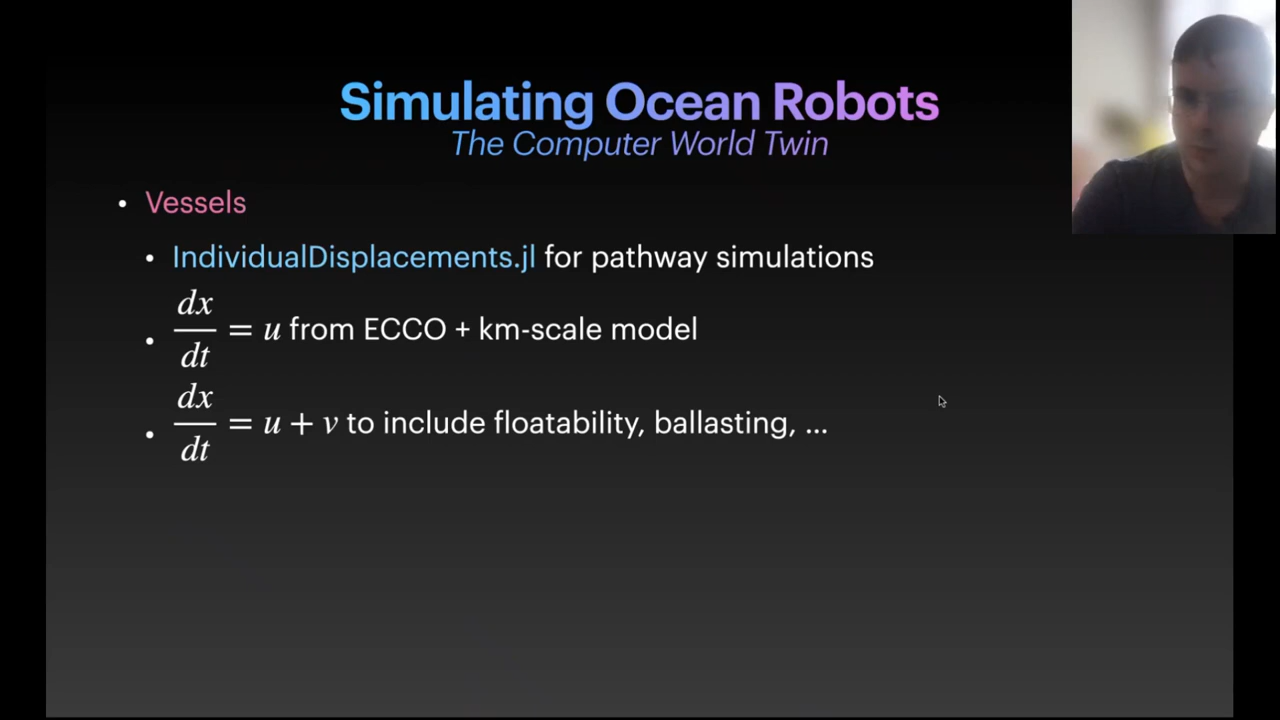 Simulating Ocean Robots
The Computer World Twin
• Vessels
• IndividualDisplacements.jl for pathway simulations
• dx/dt = u from ECCO + km-scale model
• dx/dt = u + v to include floatability, ballasting, ...